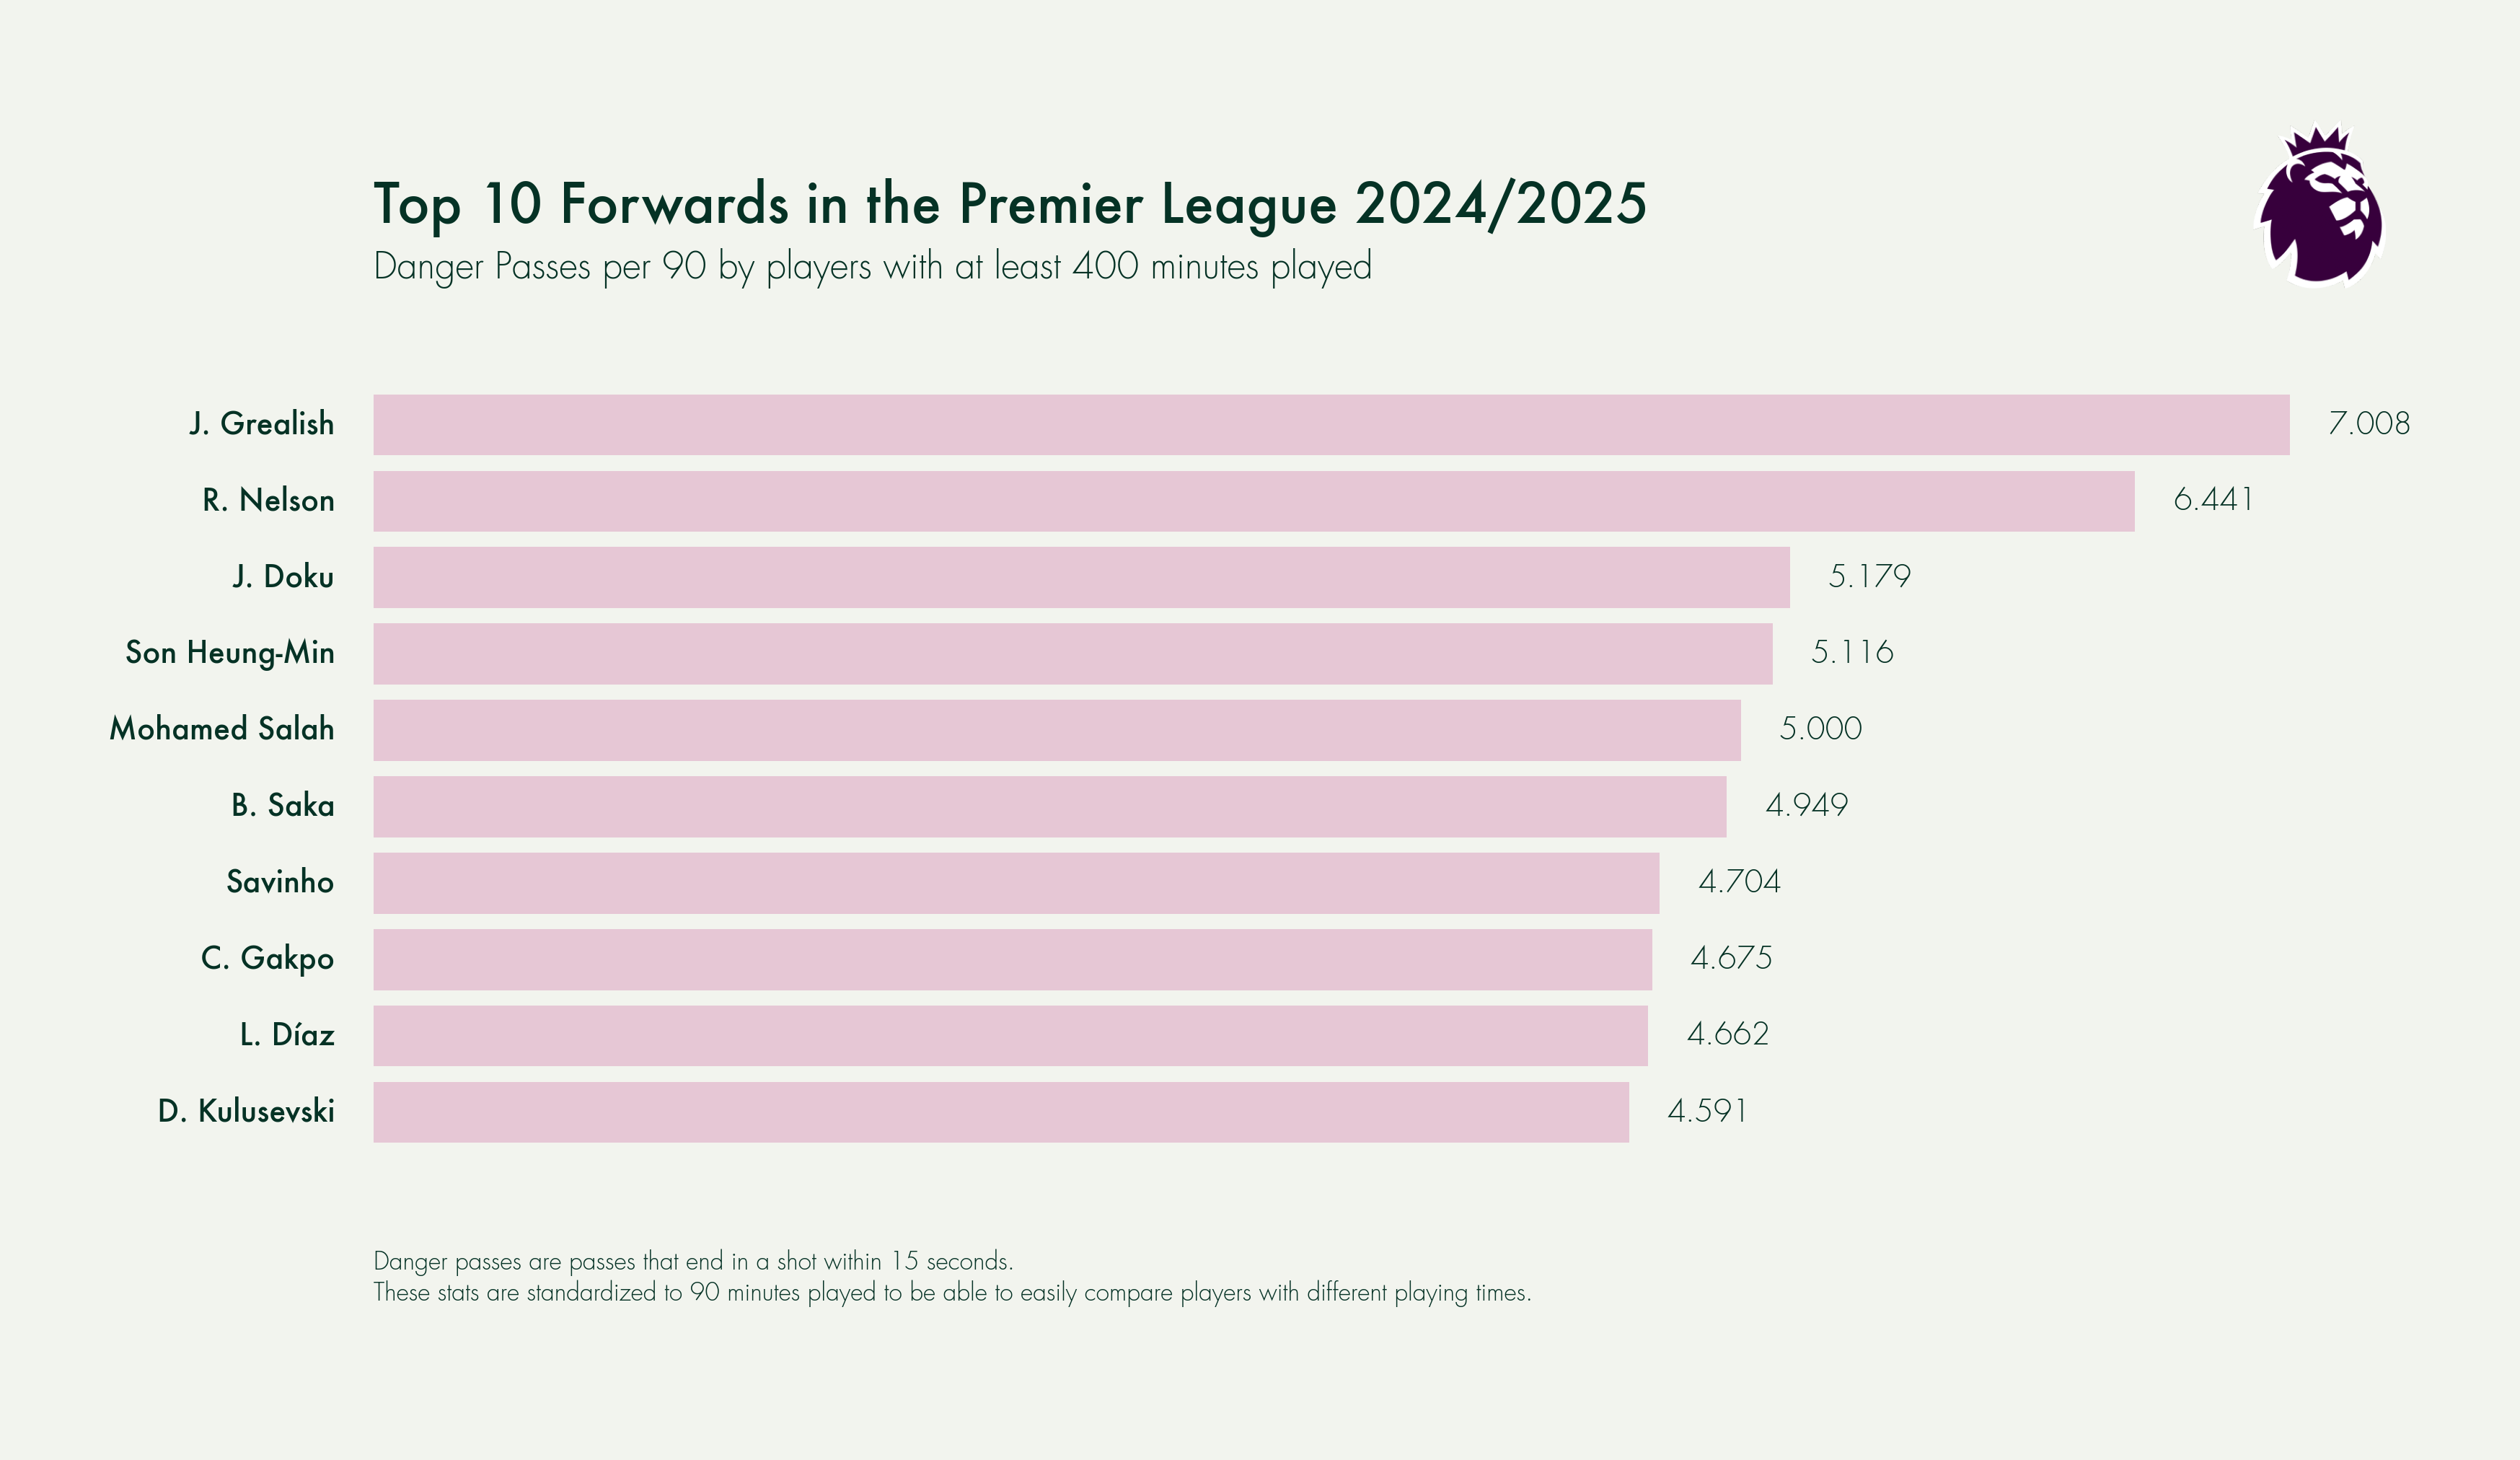 Top 10 Forwards in the Premier League 2024/2025
Danger Passes per 90 by players with at least 400 minutes played
J. Grealish 7.008
R. Nelson 6.441
J. Doku 5.179
Son Heung-Min 5.116
Mohamed Salah 5.000
B. Saka 4.949
Savinho 4.704
C. Gakpo 4.675
L. Díaz 4.662
D. Kulusevski 4.591
Danger passes are passes that end in a shot within 15 seconds.
These stats are standardized to 90 minutes played to be able to easily compare players with different playing times.